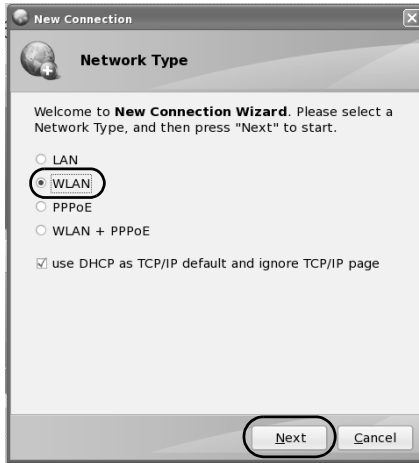 New Connection
Network Type
Welcome to New Connection Wizard. Please select a
Network Type, and then press "Next" to start.
LAN
WLAN
PPPoE
WLAN + PPPoE
use DHCP as TCP/IP default and ignore TCP/IP page
Next
Cancel